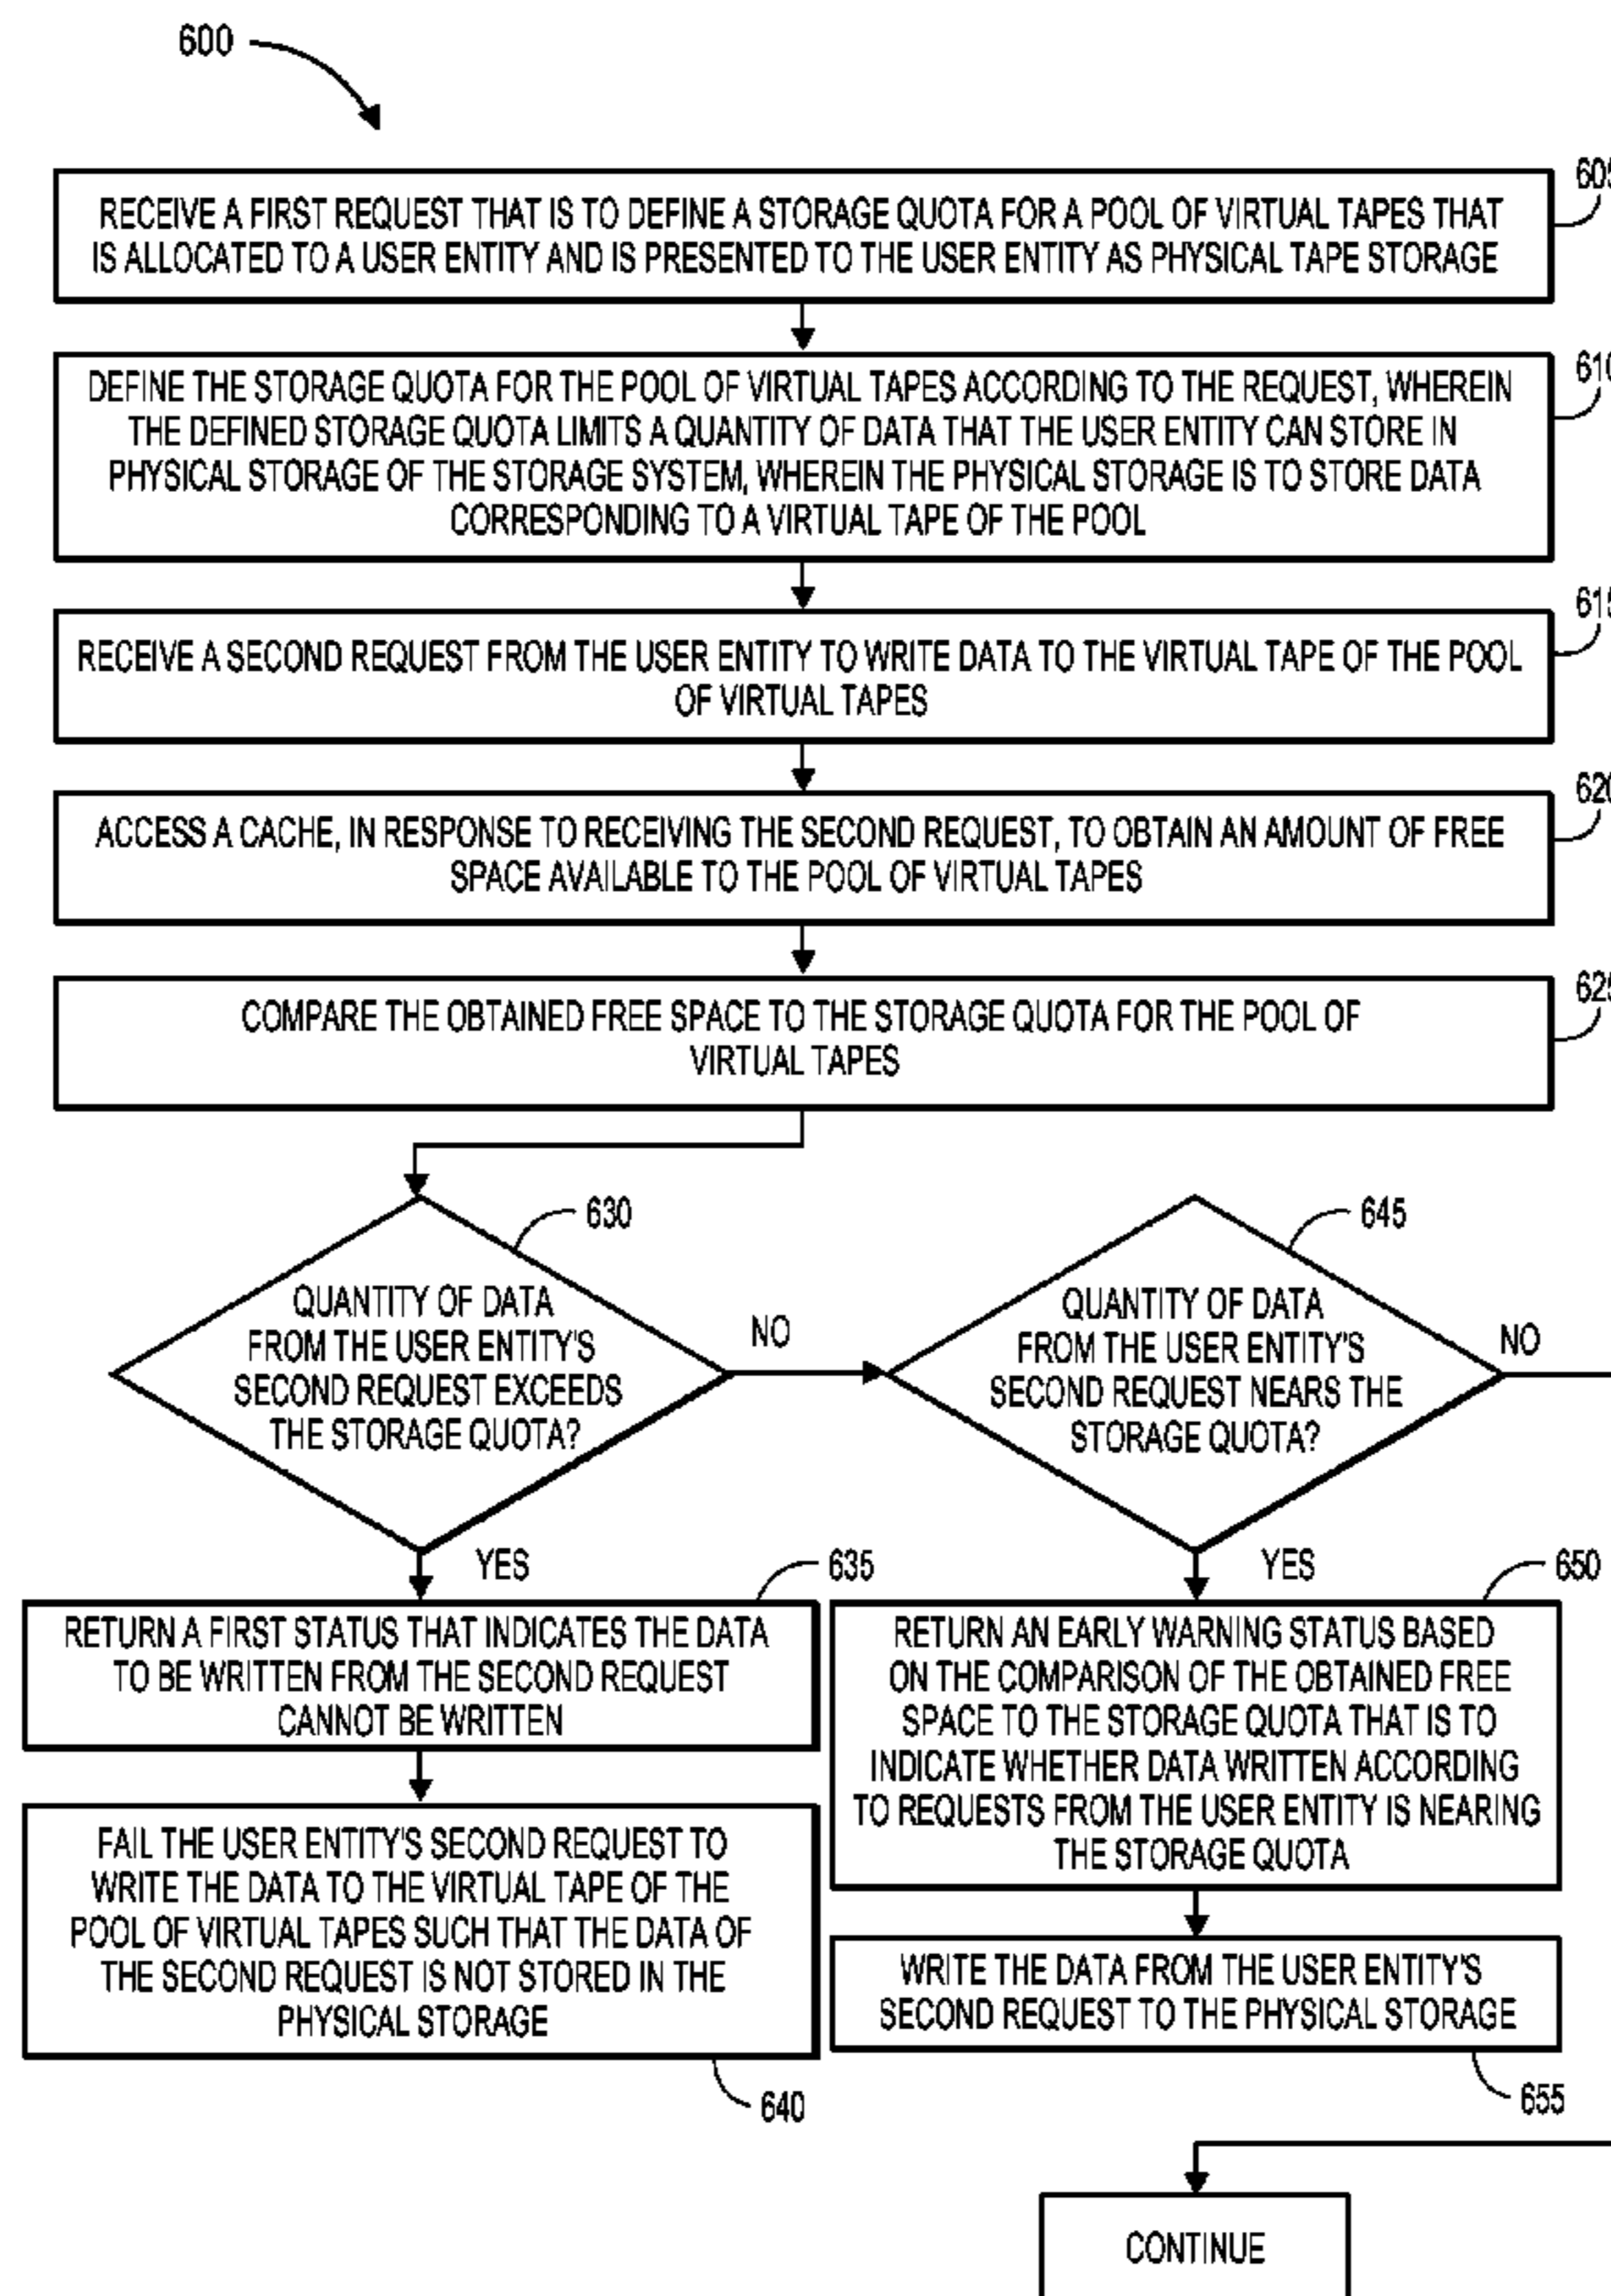 600
605
RECEIVE A FIRST REQUEST THAT IS TO DEFINE A STORAGE QUOTA FOR A POOL OF VIRTUAL TAPES THAT
IS ALLOCATED TO A USER ENTITY AND IS PRESENTED TO THE USER ENTITY AS PHYSICAL TAPE STORAGE
610
DEFINE THE STORAGE QUOTA FOR THE POOL OF VIRTUAL TAPES ACCORDING TO THE REQUEST, WHEREIN
THE DEFINED STORAGE QUOTA LIMITS A QUANTITY OF DATA THAT THE USER ENTITY CAN STORE IN
PHYSICAL STORAGE OF THE STORAGE SYSTEM, WHEREIN THE PHYSICAL STORAGE IS TO STORE DATA
CORRESPONDING TO A VIRTUAL TAPE OF THE POOL
615
RECEIVE A SECOND REQUEST FROM THE USER ENTITY TO WRITE DATA TO THE VIRTUAL TAPE OF THE POOL
OF VIRTUAL TAPES
620
ACCESS A CACHE, IN RESPONSE TO RECEIVING THE SECOND REQUEST, TO OBTAIN AN AMOUNT OF FREE
SPACE AVAILABLE TO THE POOL OF VIRTUAL TAPES
625
COMPARE THE OBTAINED FREE SPACE TO THE STORAGE QUOTA FOR THE POOL OF
VIRTUAL TAPES
630
QUANTITY OF DATA
FROM THE USER ENTITY'S
SECOND REQUEST EXCEEDS
THE STORAGE QUOTA?
NO
645
QUANTITY OF DATA
FROM THE USER ENTITY'S
SECOND REQUEST NEARS THE
STORAGE QUOTA?
NO
YES
635
RETURN A FIRST STATUS THAT INDICATES THE DATA
TO BE WRITTEN FROM THE SECOND REQUEST
CANNOT BE WRITTEN
FAIL THE USER ENTITY'S SECOND REQUEST TO
WRITE THE DATA TO THE VIRTUAL TAPE OF THE
POOL OF VIRTUAL TAPES SUCH THAT THE DATA OF
THE SECOND REQUEST IS NOT STORED IN THE
PHYSICAL STORAGE
640
YES
650
RETURN AN EARLY WARNING STATUS BASED
ON THE COMPARISON OF THE OBTAINED FREE
SPACE TO THE STORAGE QUOTA THAT IS TO
INDICATE WHETHER DATA WRITTEN ACCORDING
TO REQUESTS FROM THE USER ENTITY IS NEARING
THE STORAGE QUOTA
WRITE THE DATA FROM THE USER ENTITY'S
SECOND REQUEST TO THE PHYSICAL STORAGE
655
CONTINUE